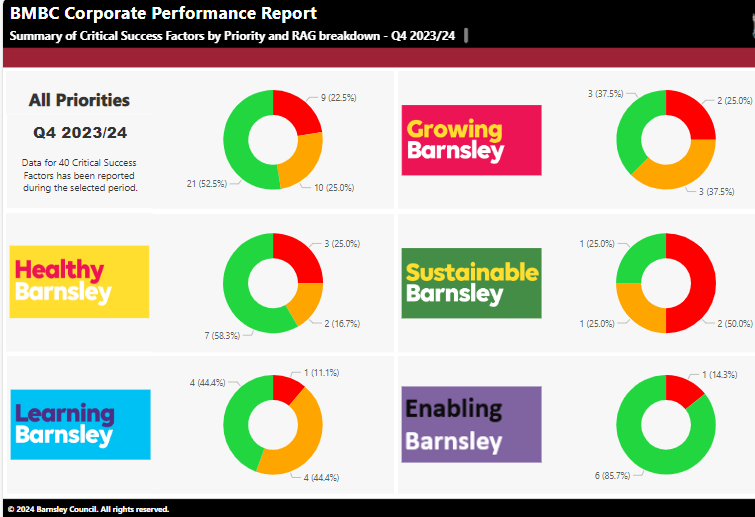 BMBC Corporate Performance Report
Summary of Critical Success Factors by Priority and RAG breakdown - Q4 2023/24
All Priorities
Q4 2023/24
Data for 40 Critical Success
Factors has been reported
during the selected period.
9 (22.5%)
10 (25.0%)
21 (52.5%)
Growing
Barnsley
3 (37.5%)
2 (25.0%)
3 (37.5%)
Healthy
Barnsley
3 (25.0%)
2 (16.7%)
7 (58.3%)
Sustainable
Barnsley
1 (25.0%)
1 (25.0%)
2 (50.0%)
Learning
Barnsley
4 (44.4%)
1 (11.1%)
4 (44.4%)
Enabling
Barnsley
1 (14.3%)
6 (85.7%)
© 2024 Barnsley Council. All rights reserved.